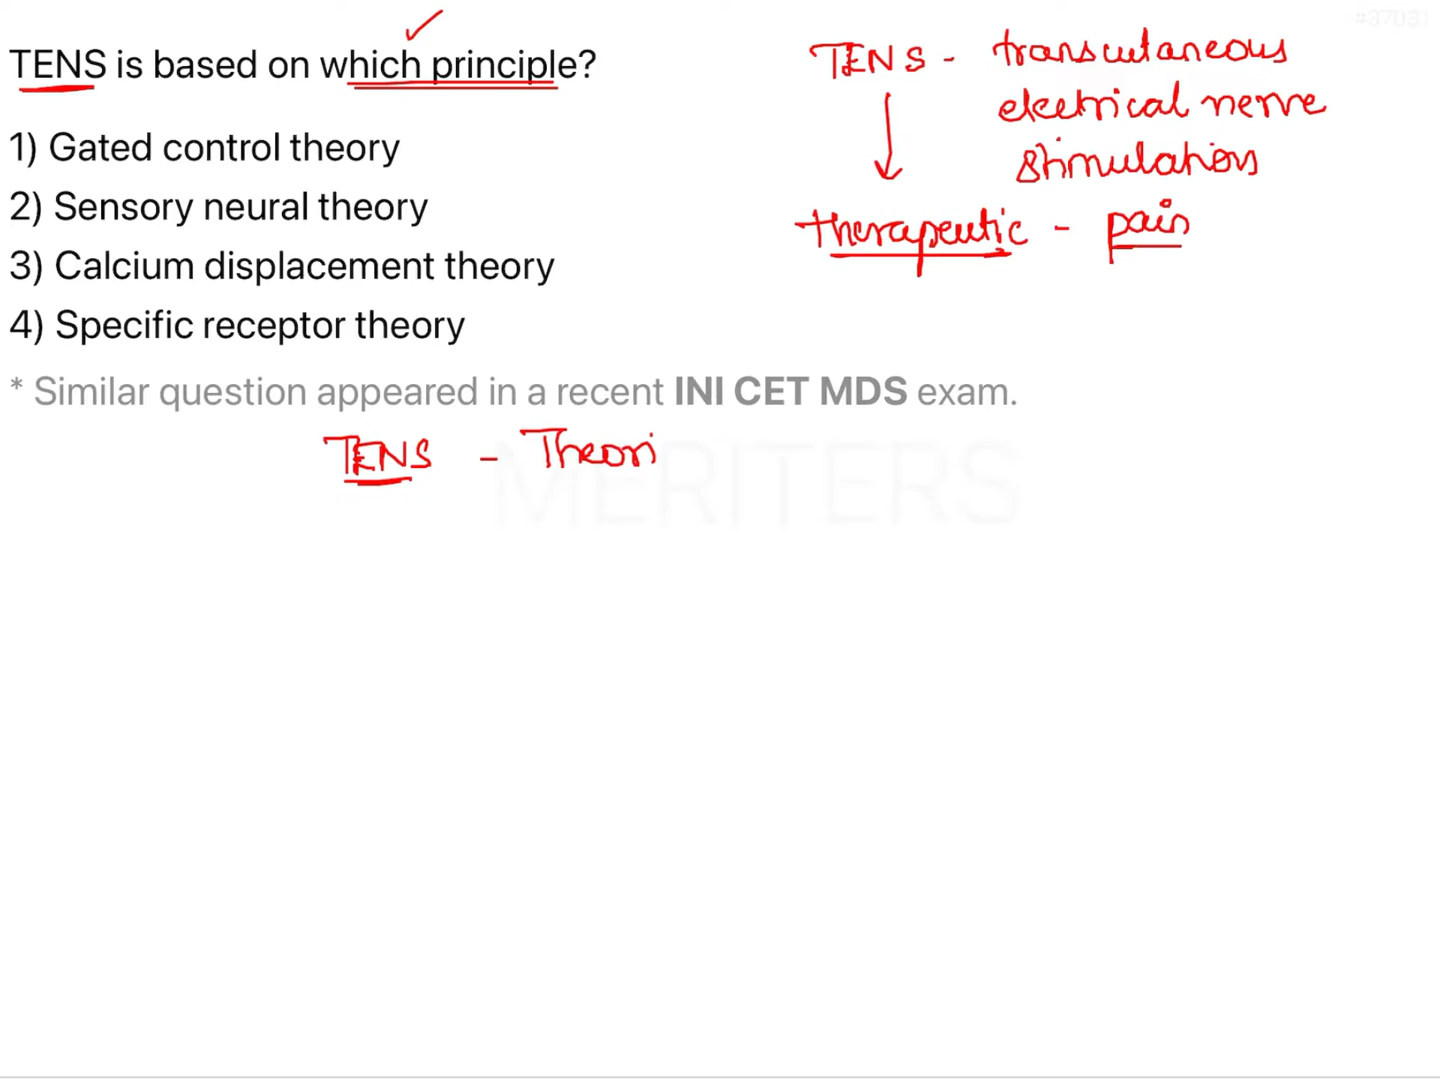 #37031
TENS is based on which principle?
1) Gated control theory
2) Sensory neural theory
3) Calcium displacement theory
4) Specific receptor theory
* Similar question appeared in a recent INI CET MDS exam.
TENS - transcutaneous
electrical nerve
stimulation
therapeutic - pain
TENS - Theori
MERITERS